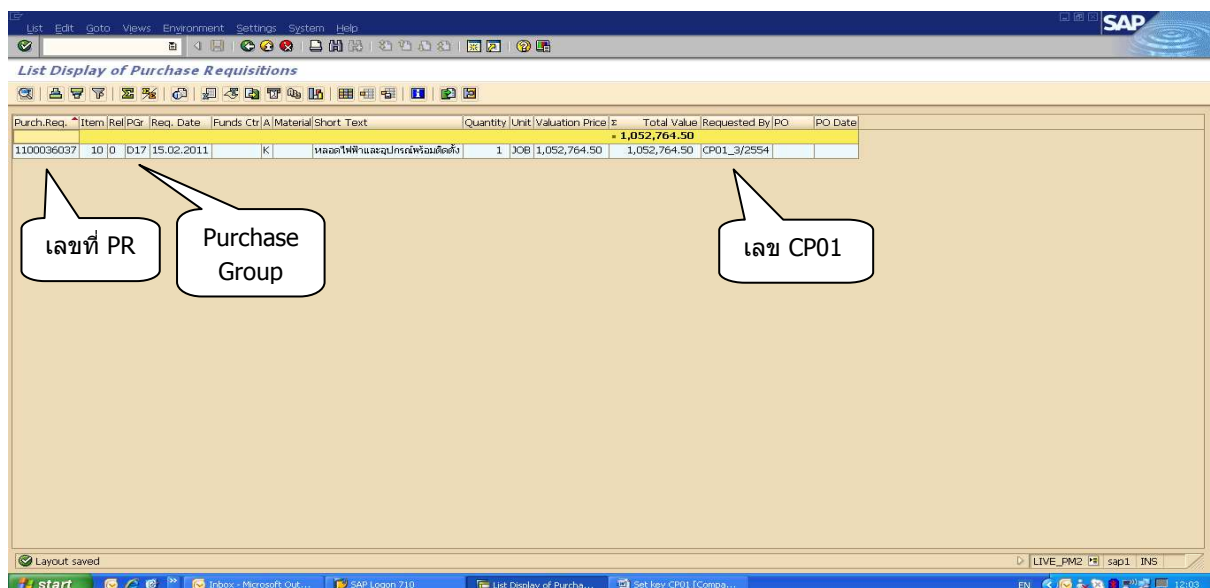 List Edit Goto Views Environment Settings System Help
SAP
List Display of Purchase Requisitions
Purch.Req. Item Rel PGr Req. Date Funds Ctr A Material Short Text Quantity Unit Valuation Price Σ Total Value Requested By PO PO Date
1,052,764.50
1100036037 10 0 D17 15.02.2011 K หลอดไฟฟ้าและอุปกรณ์พร้อมติดตั้ง 1 JOB 1,052,764.50 1,052,764.50 CP01_3/2554
เลขที่ PR
Purchase
Group
เลข CP01
Layout saved
LIVE_PM2 sap1 INS
start Inbox - Microsoft Out... SAP Logon 710 List Display of Purcha... Set key CP01 [Compa... EN 12:03